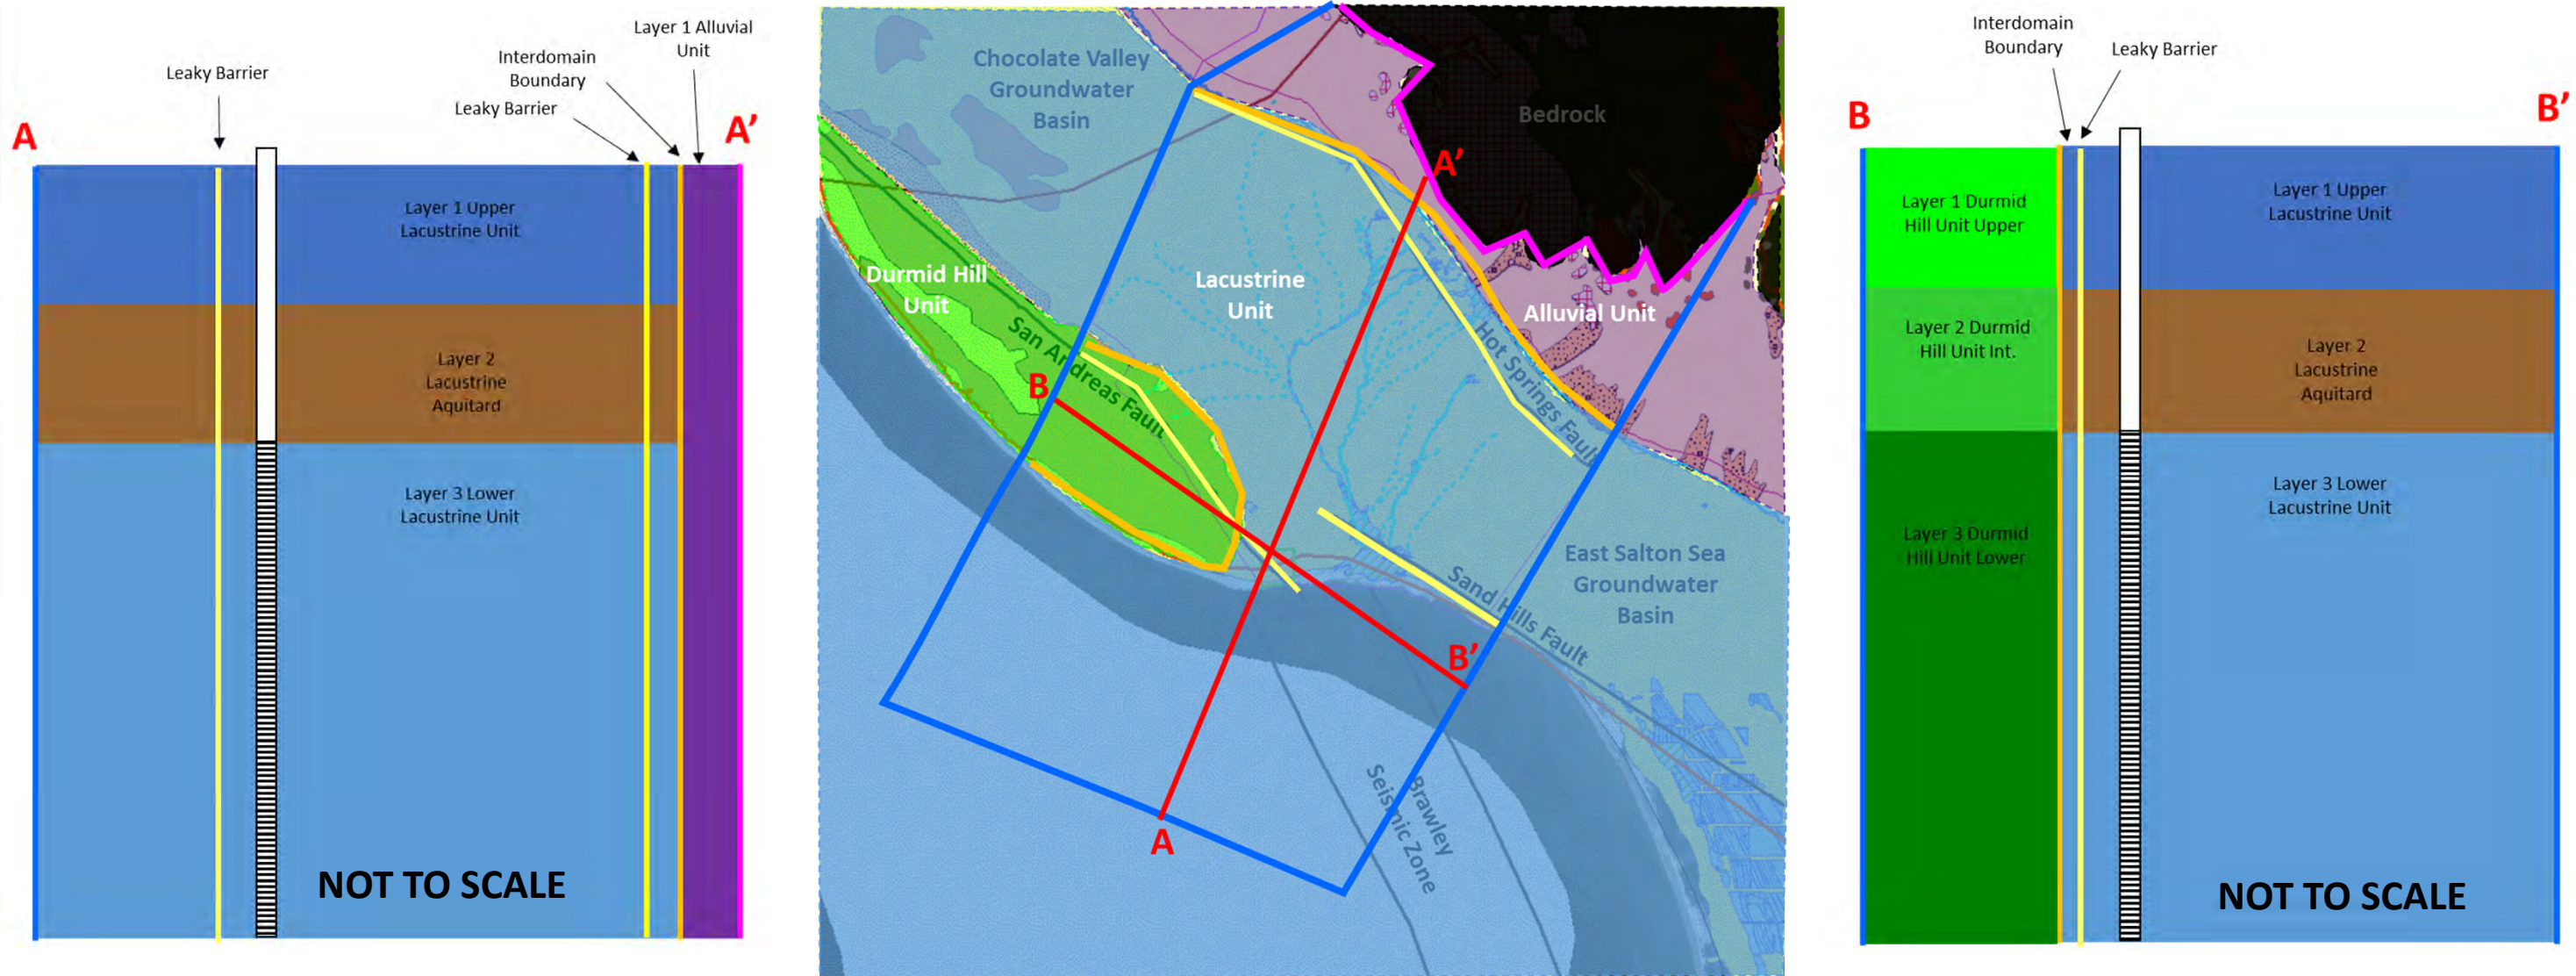 Layer 1 Alluvial
Unit
Interdomain
Boundary
Leaky Barrier
Leaky Barrier
A
A’
Layer 1 Upper
Lacustrine Unit
Layer 2
Lacustrine
Aquitard
Layer 3 Lower
Lacustrine Unit
NOT TO SCALE
Chocolate Valley
Groundwater
Basin
Bedrock
A’
Durmid Hill
Unit
Lacustrine
Unit
Alluvial Unit
San Andreas Fault
Hot Springs Fault
B
East Salton Sea
Groundwater
Basin
Sand Hills Fault
B’
A
Brawley
Seismic Zone
Interdomain
Boundary
Leaky Barrier
B
B’
Layer 1 Durmid
Hill Unit Upper
Layer 1 Upper
Lacustrine Unit
Layer 2 Durmid
Hill Unit Int.
Layer 2
Lacustrine
Aquitard
Layer 3 Durmid
Hill Unit Lower
Layer 3 Lower
Lacustrine Unit
NOT TO SCALE